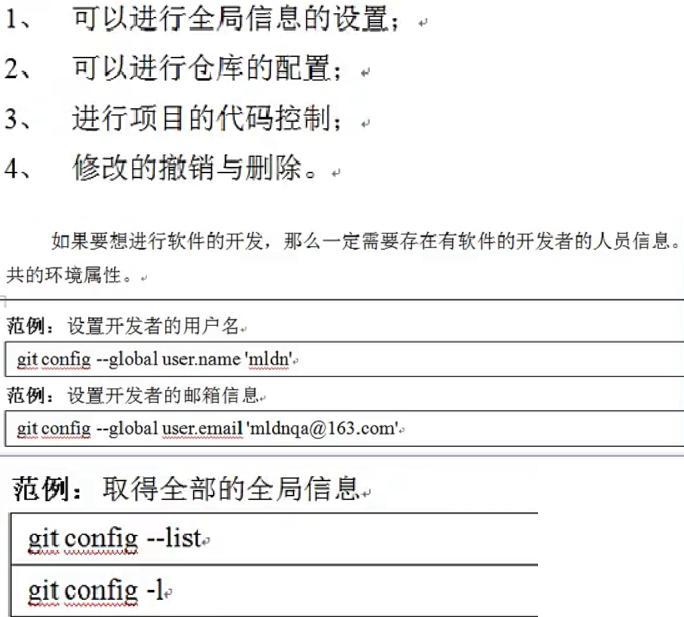 1、 可以进行全局信息的设置；
2、 可以进行仓库的配置；
3、 进行项目的代码控制；
4、 修改的撤销与删除。
如果要想进行软件的开发，那么一定需要存在有软件的开发者的人员信息。
共的环境属性。
范例：设置开发者的用户名
git config --global user.name 'mldn'
范例：设置开发者的邮箱信息
git config --global user.email 'mldnqa@163.com'
范例：取得全部的全局信息
git config --list
git config -l